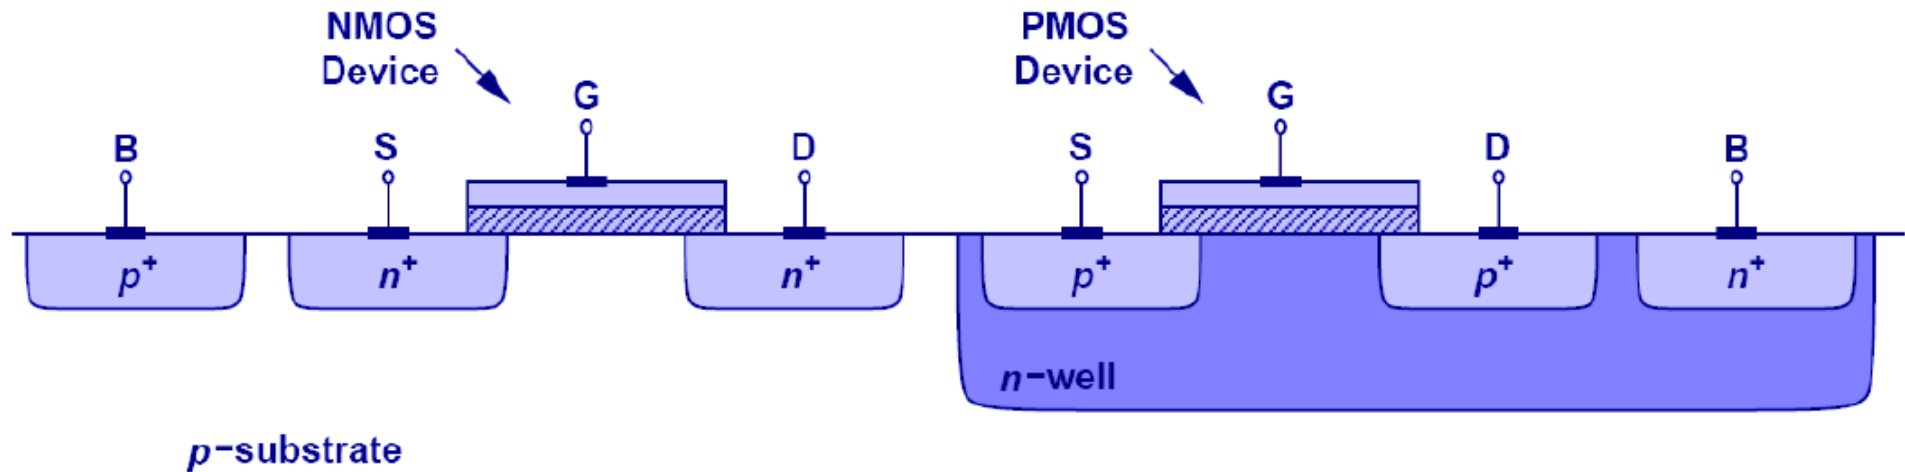 NMOS
Device
PMOS
Device
G
G
B
S
D
S
D
B
p+
n+
n+
p+
p+
n+
n-well
p-substrate